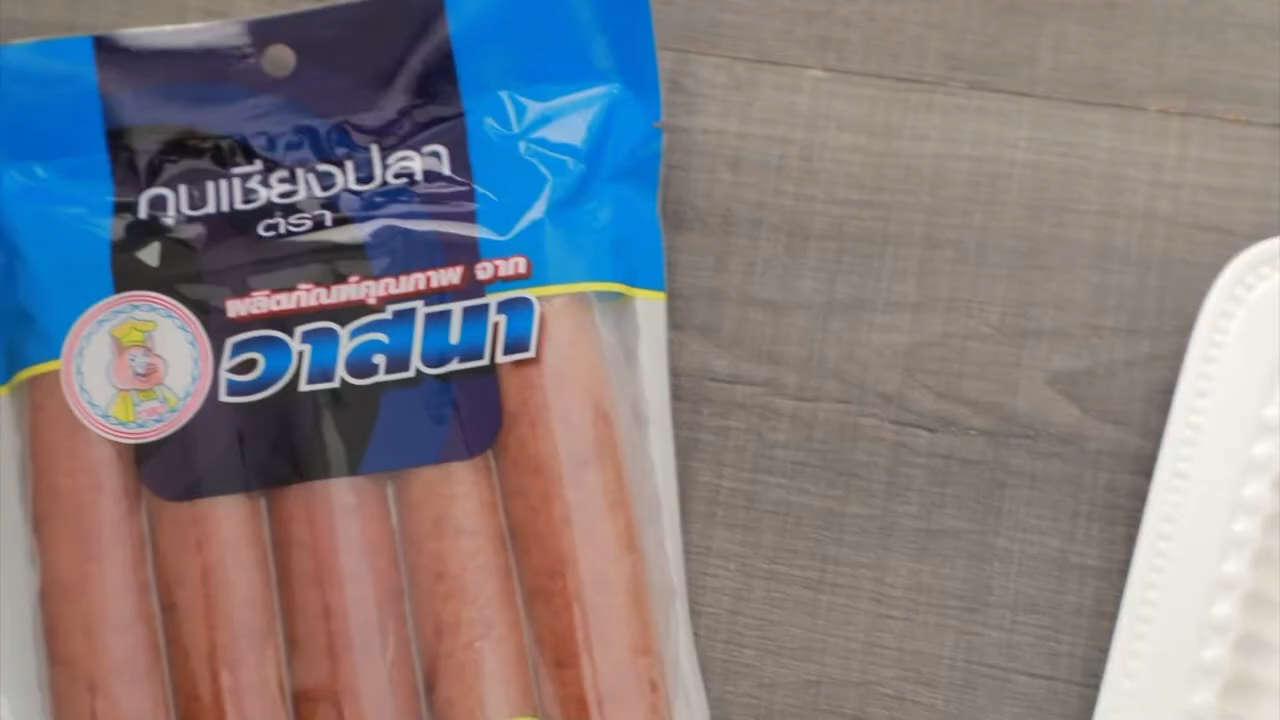 กุนเชียงปลา
ตรา
ผลิตภัณฑ์คุณภาพ จาก
วาสนา